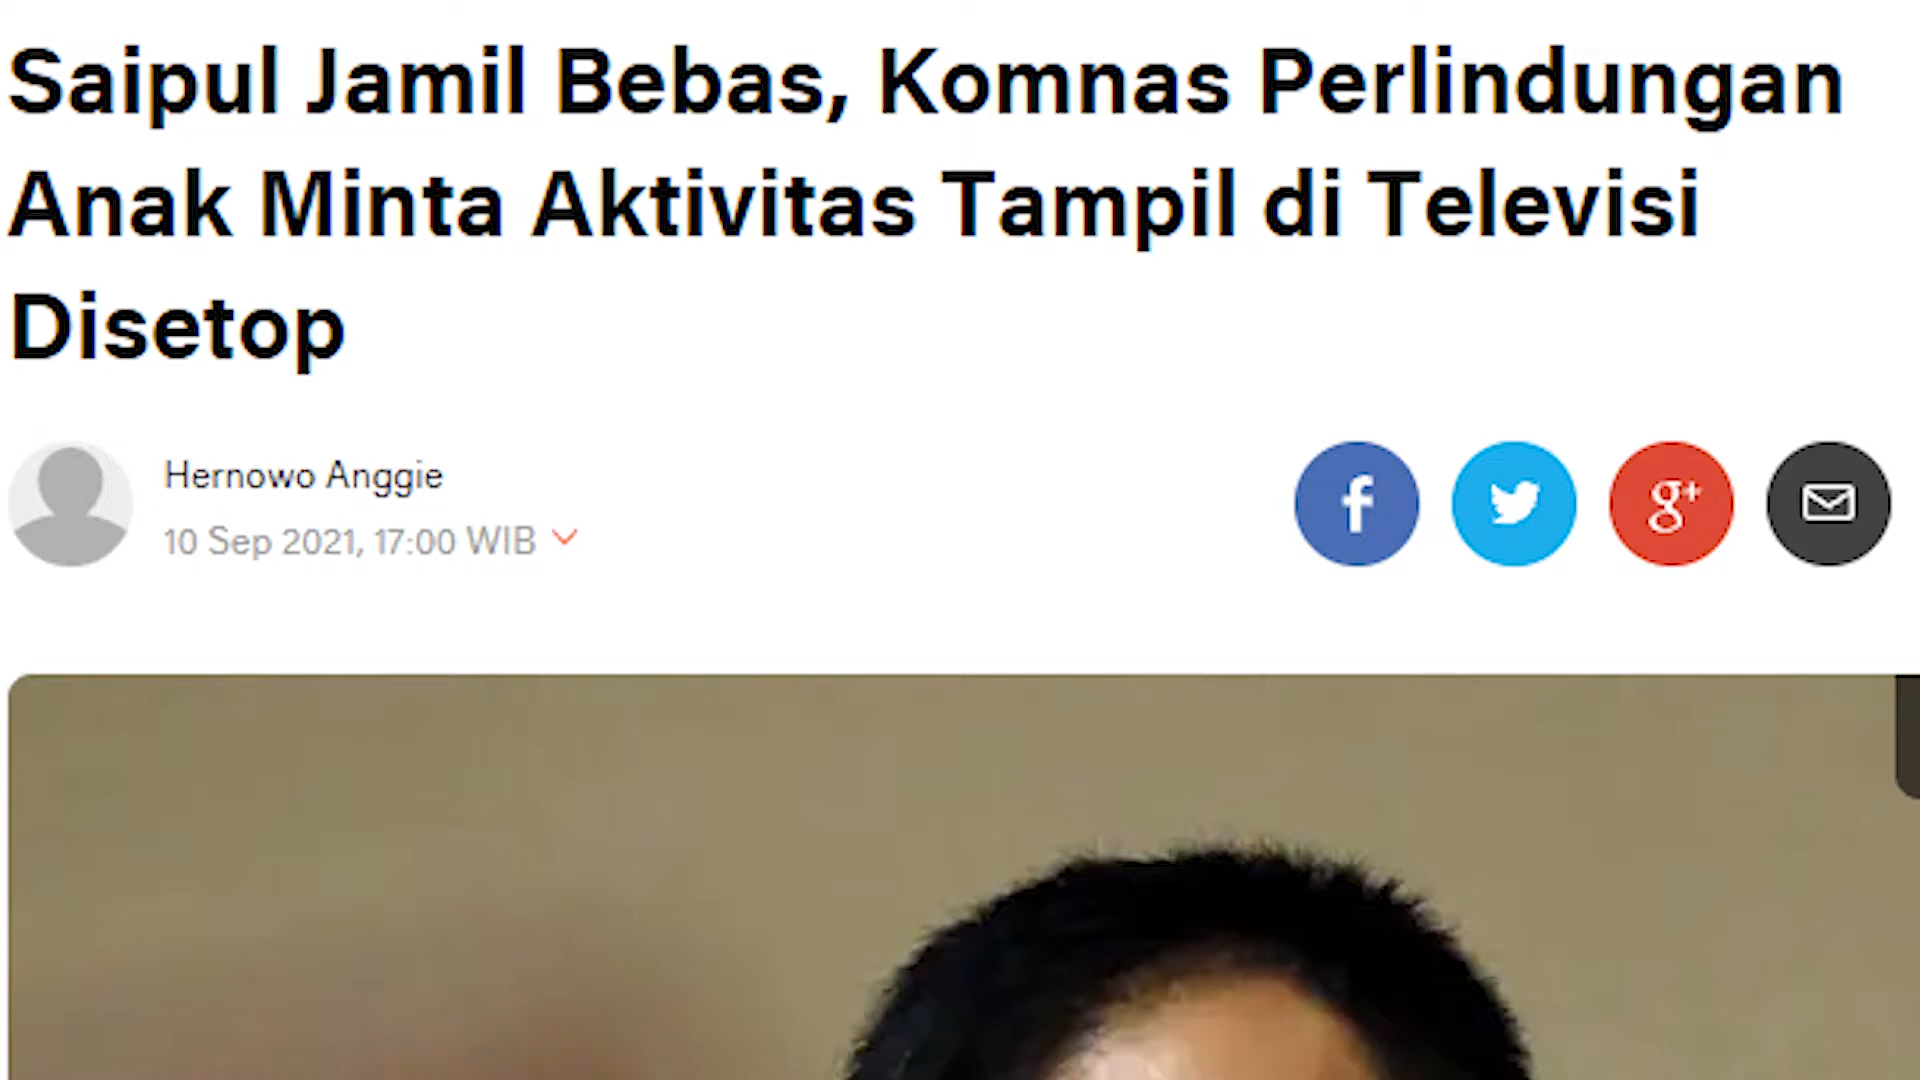 Saipul Jamil Bebas, Komnas Perlindungan
Anak Minta Aktivitas Tampil di Televisi
Disetop
Hernowo Anggie
10 Sep 2021, 17:00 WIB